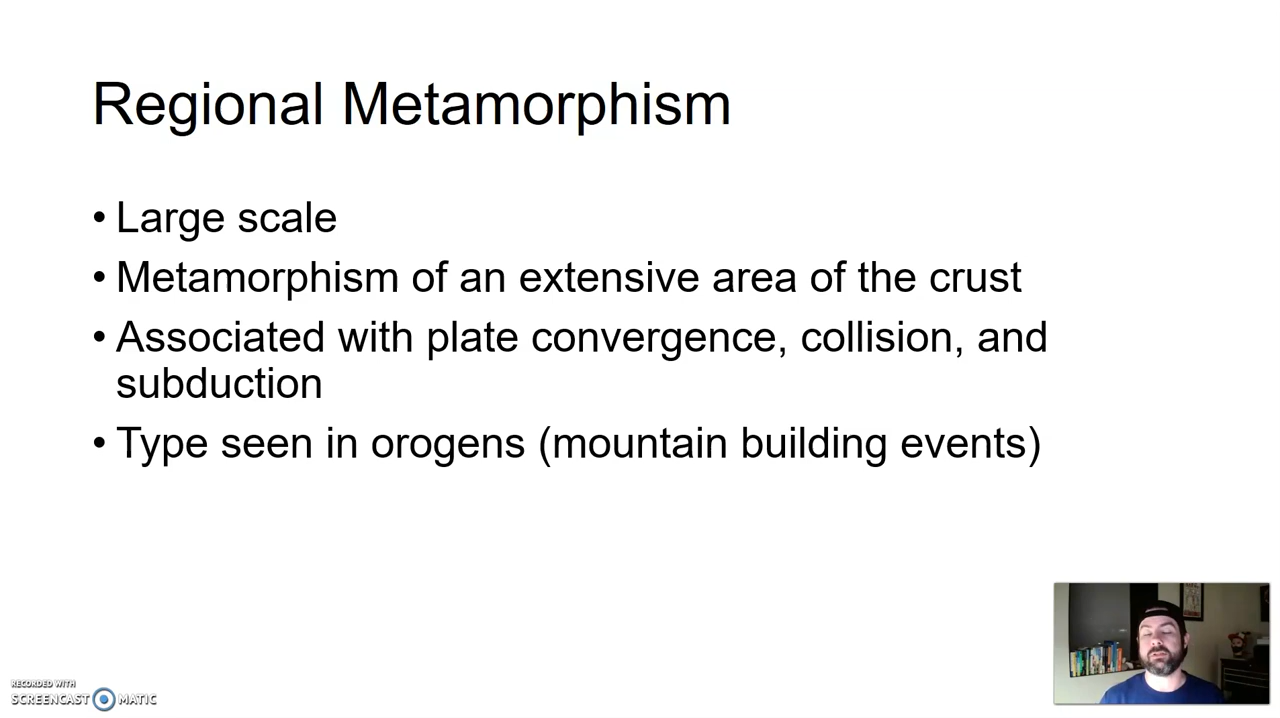 Regional Metamorphism
• Large scale
• Metamorphism of an extensive area of the crust
• Associated with plate convergence, collision, and
subduction
• Type seen in orogens (mountain building events)
RECORDED WITH
SCREENCAST MATIC